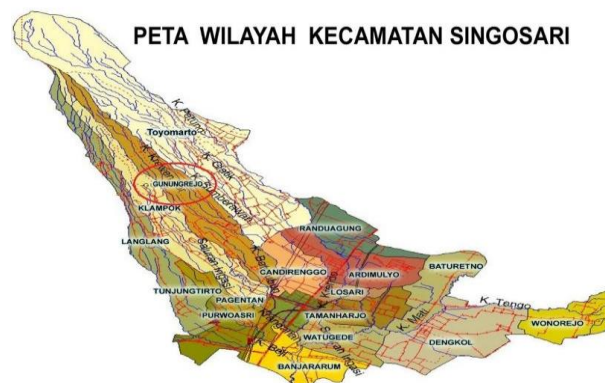 PETA WILAYAH KECAMATAN SINGOSARI
Toyomarto
GUNUNGREJO
KLAMPOK
RANDUAGUNG
LANGLANG
CANDIRENGGO
ARDIMULYO
BATURETNO
TUNJUNGTIRTO
LOSARI
PAGENTAN
PURWOASRI
TAMANHARJO
K. Tengo
WONOREJO
WATUGEDE
DENGKOL
BANJARARUM